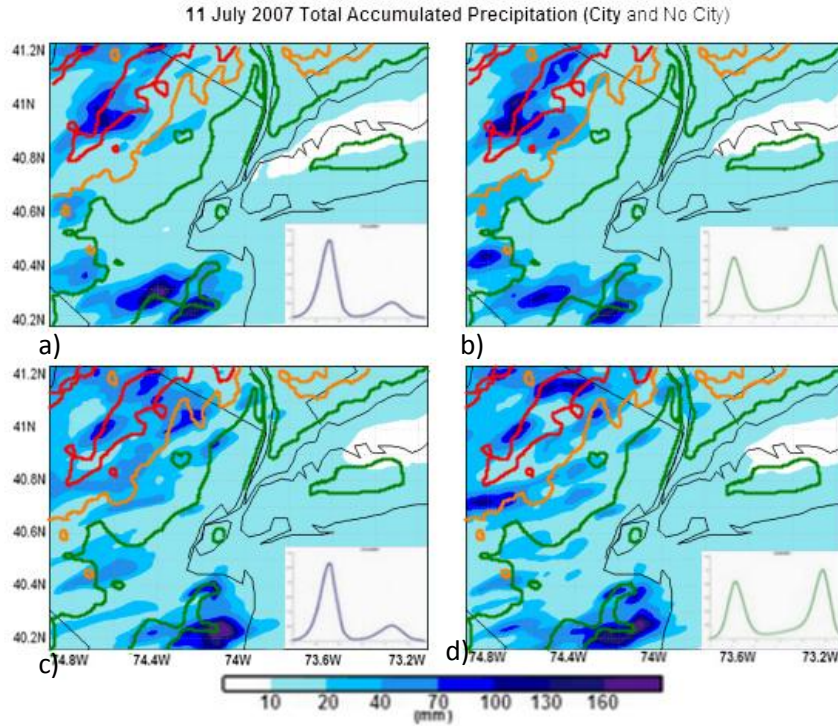 11 July 2007 Total Accumulated Precipitation (City and No City)
41.2N
41N
40.8N
40.6N
40.4N
40.2N
a)
b)
41.2N
41N
40.8N
40.6N
40.4N
40.2N
c)
d)
74.8W 74.4W 74W 73.6W 73.2W
74.8W 74.4W 74W 73.6W 73.2W
10 20 40 70 100 130 160
(mm)